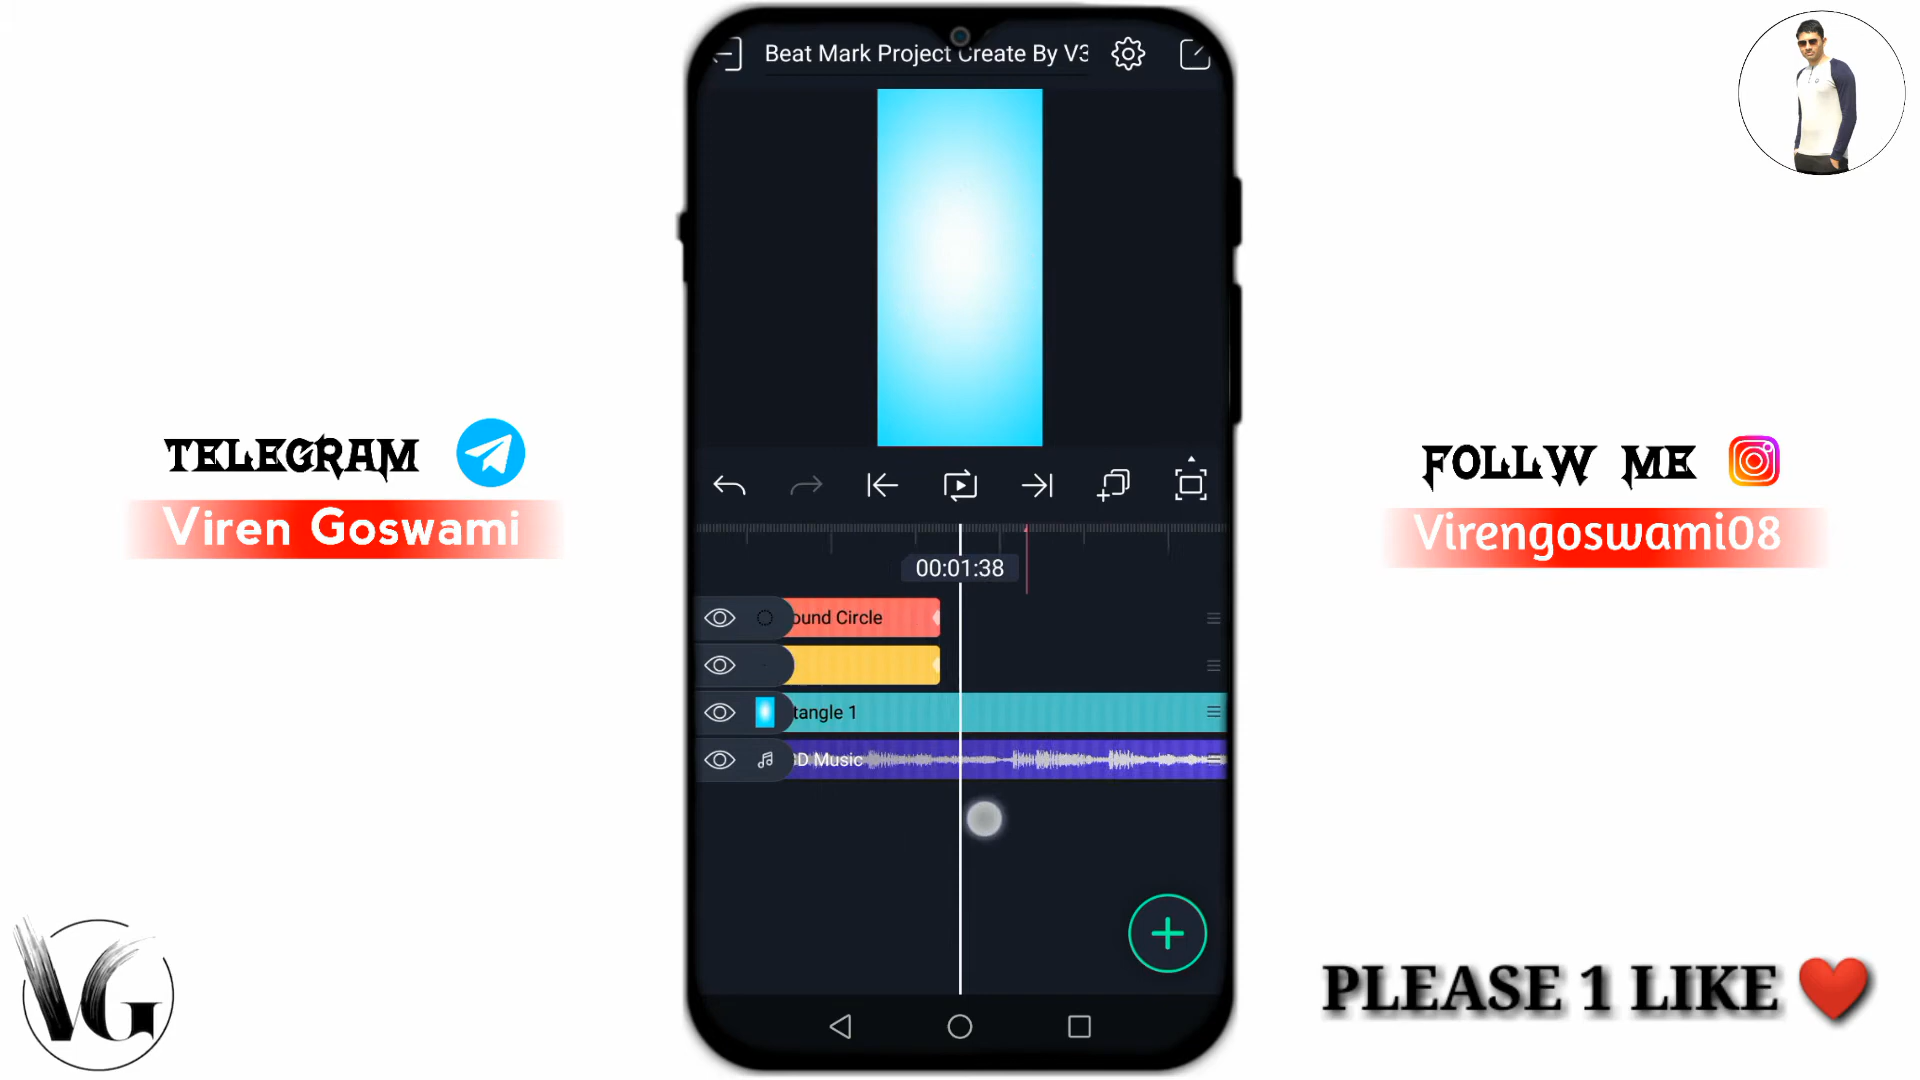 Beat Mark Project Create By V3
TELEGRAM
Viren Goswami
FOLLW ME
Virengoswami08
00:01:38
ound Circle
tangle 1
D Music
VG
PLEASE 1 LIKE